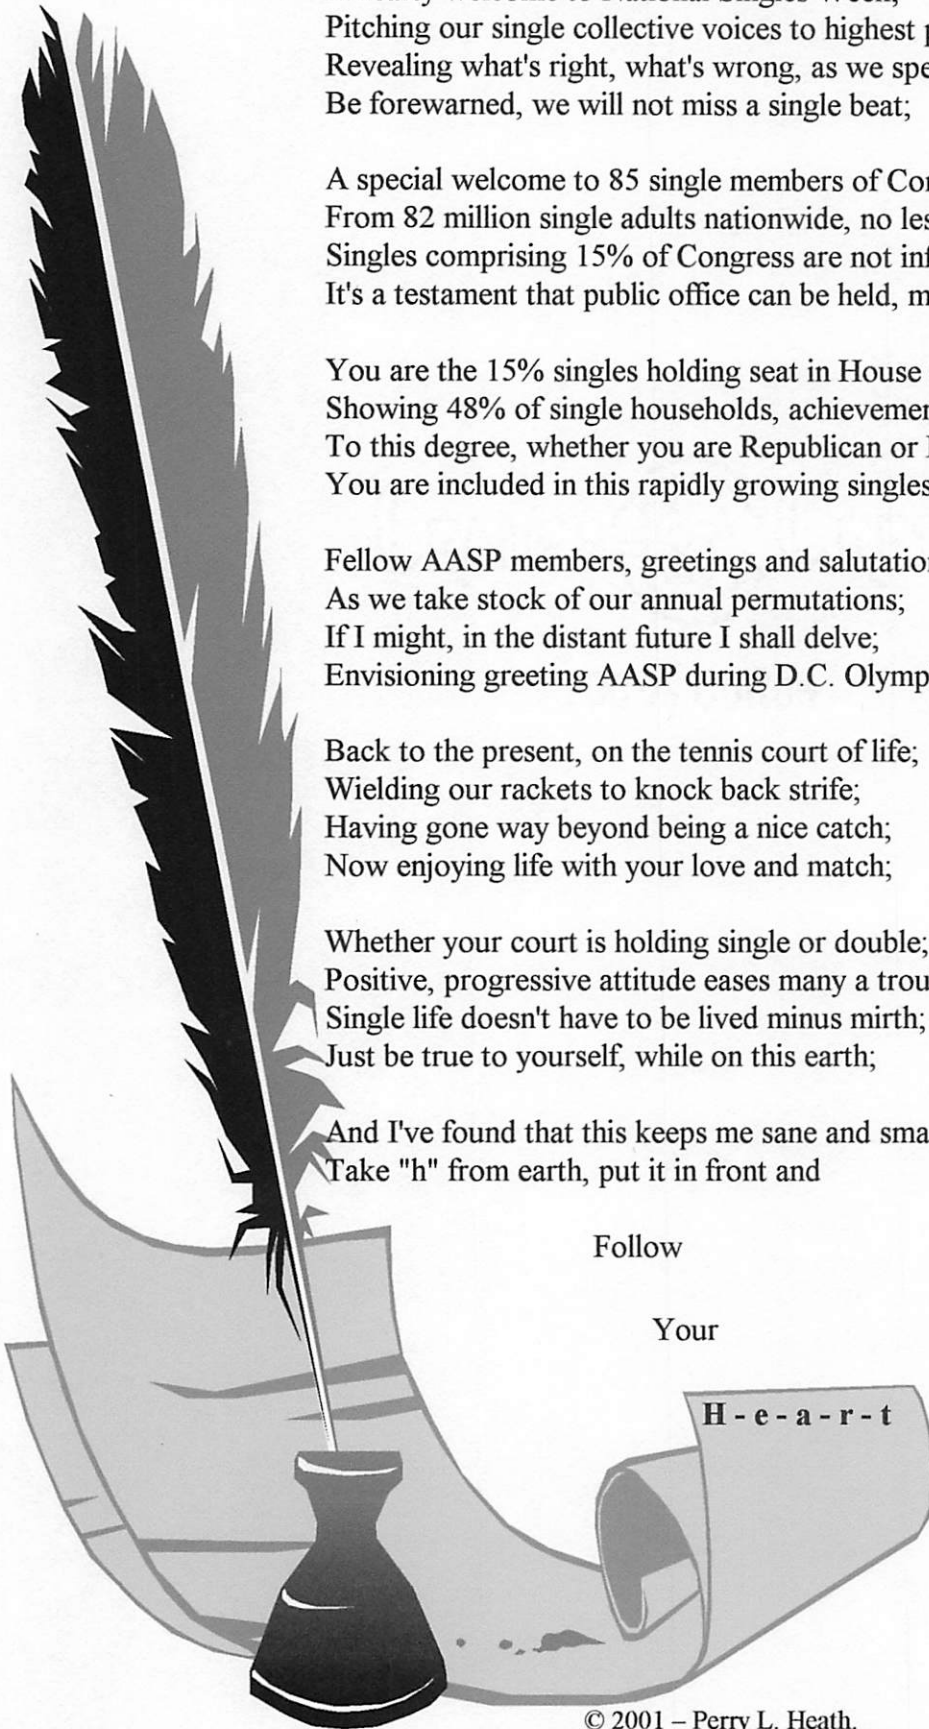 welcome to National Singles Week;
Pitching our single collective voices to highest
Revealing what's right, what's wrong, as we
Be forewarned, we will not miss a single beat;
A special welcome to 85 single members of
From 82 million single adults nationwide, no
Singles comprising 15% of Congress are not
It's a testament that public office can be held,
You are the 15% singles holding seat in House
Showing 48% of single households,
To this degree, whether you are Republican or
You are included in this rapidly growing singles
Fellow AASP members, greetings and
As we take stock of our annual permutations;
If I might, in the distant future I shall delve;
Envisioning greeting AASP during D.C.
Back to the present, on the tennis court of life;
Wielding our rackets to knock back strife;
Having gone way beyond being a nice catch;
Now enjoying life with your love and match;
Whether your court is holding single or double;
Positive, progressive attitude eases many a
Single life doesn't have to be lived minus mirth;
Just be true to yourself, while on this earth;
And I've found that this keeps me sane and
Take "h" from earth, put it in front and
Follow
Your
H - e - a - r - t
© 2001 – Perry L. Heath.